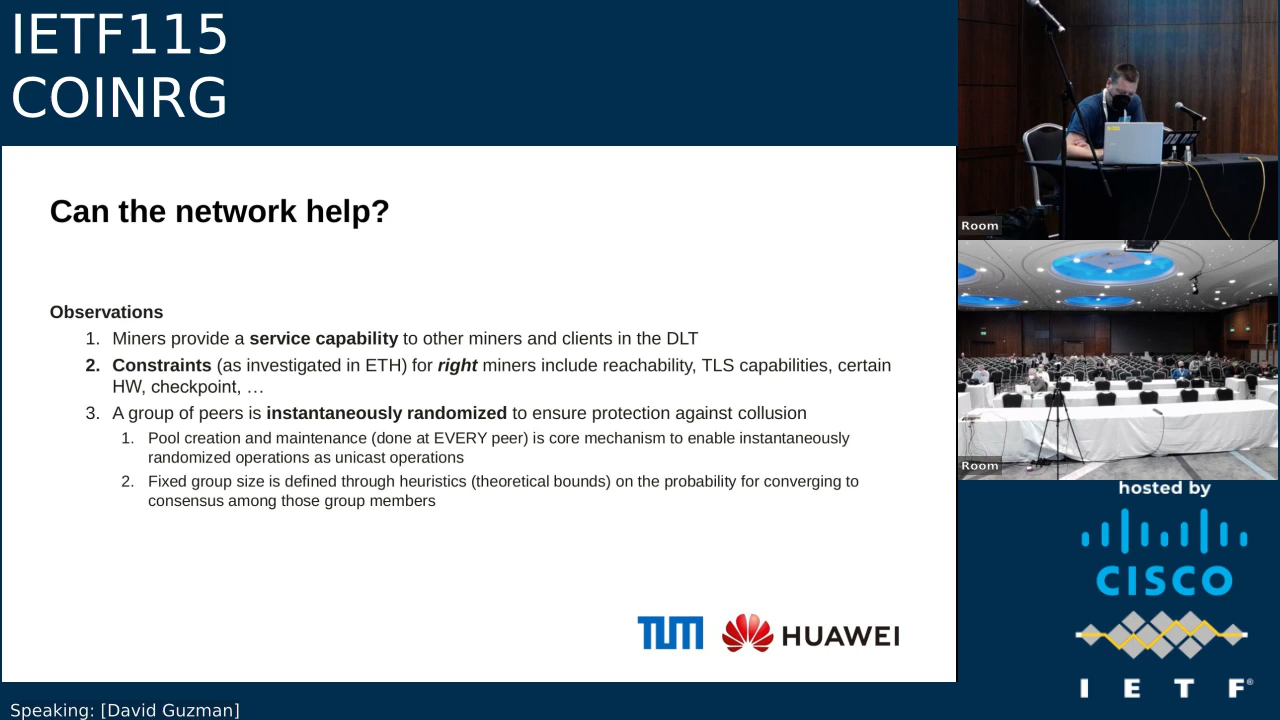 IETF115
COINRG
Can the network help?
Observations
1. Miners provide a service capability to other miners and clients in the DLT
2. Constraints (as investigated in ETH) for right miners include reachability, TLS capabilities, certain
HW, checkpoint, …
3. A group of peers is instantaneously randomized to ensure protection against collusion
1. Pool creation and maintenance (done at EVERY peer) is core mechanism to enable instantaneously
randomized operations as unicast operations
2. Fixed group size is defined through heuristics (theoretical bounds) on the probability for converging to
consensus among those group members
TUM
HUAWEI
Speaking: [David Guzman]
Room
Room
hosted by
CISCO
I E T F®